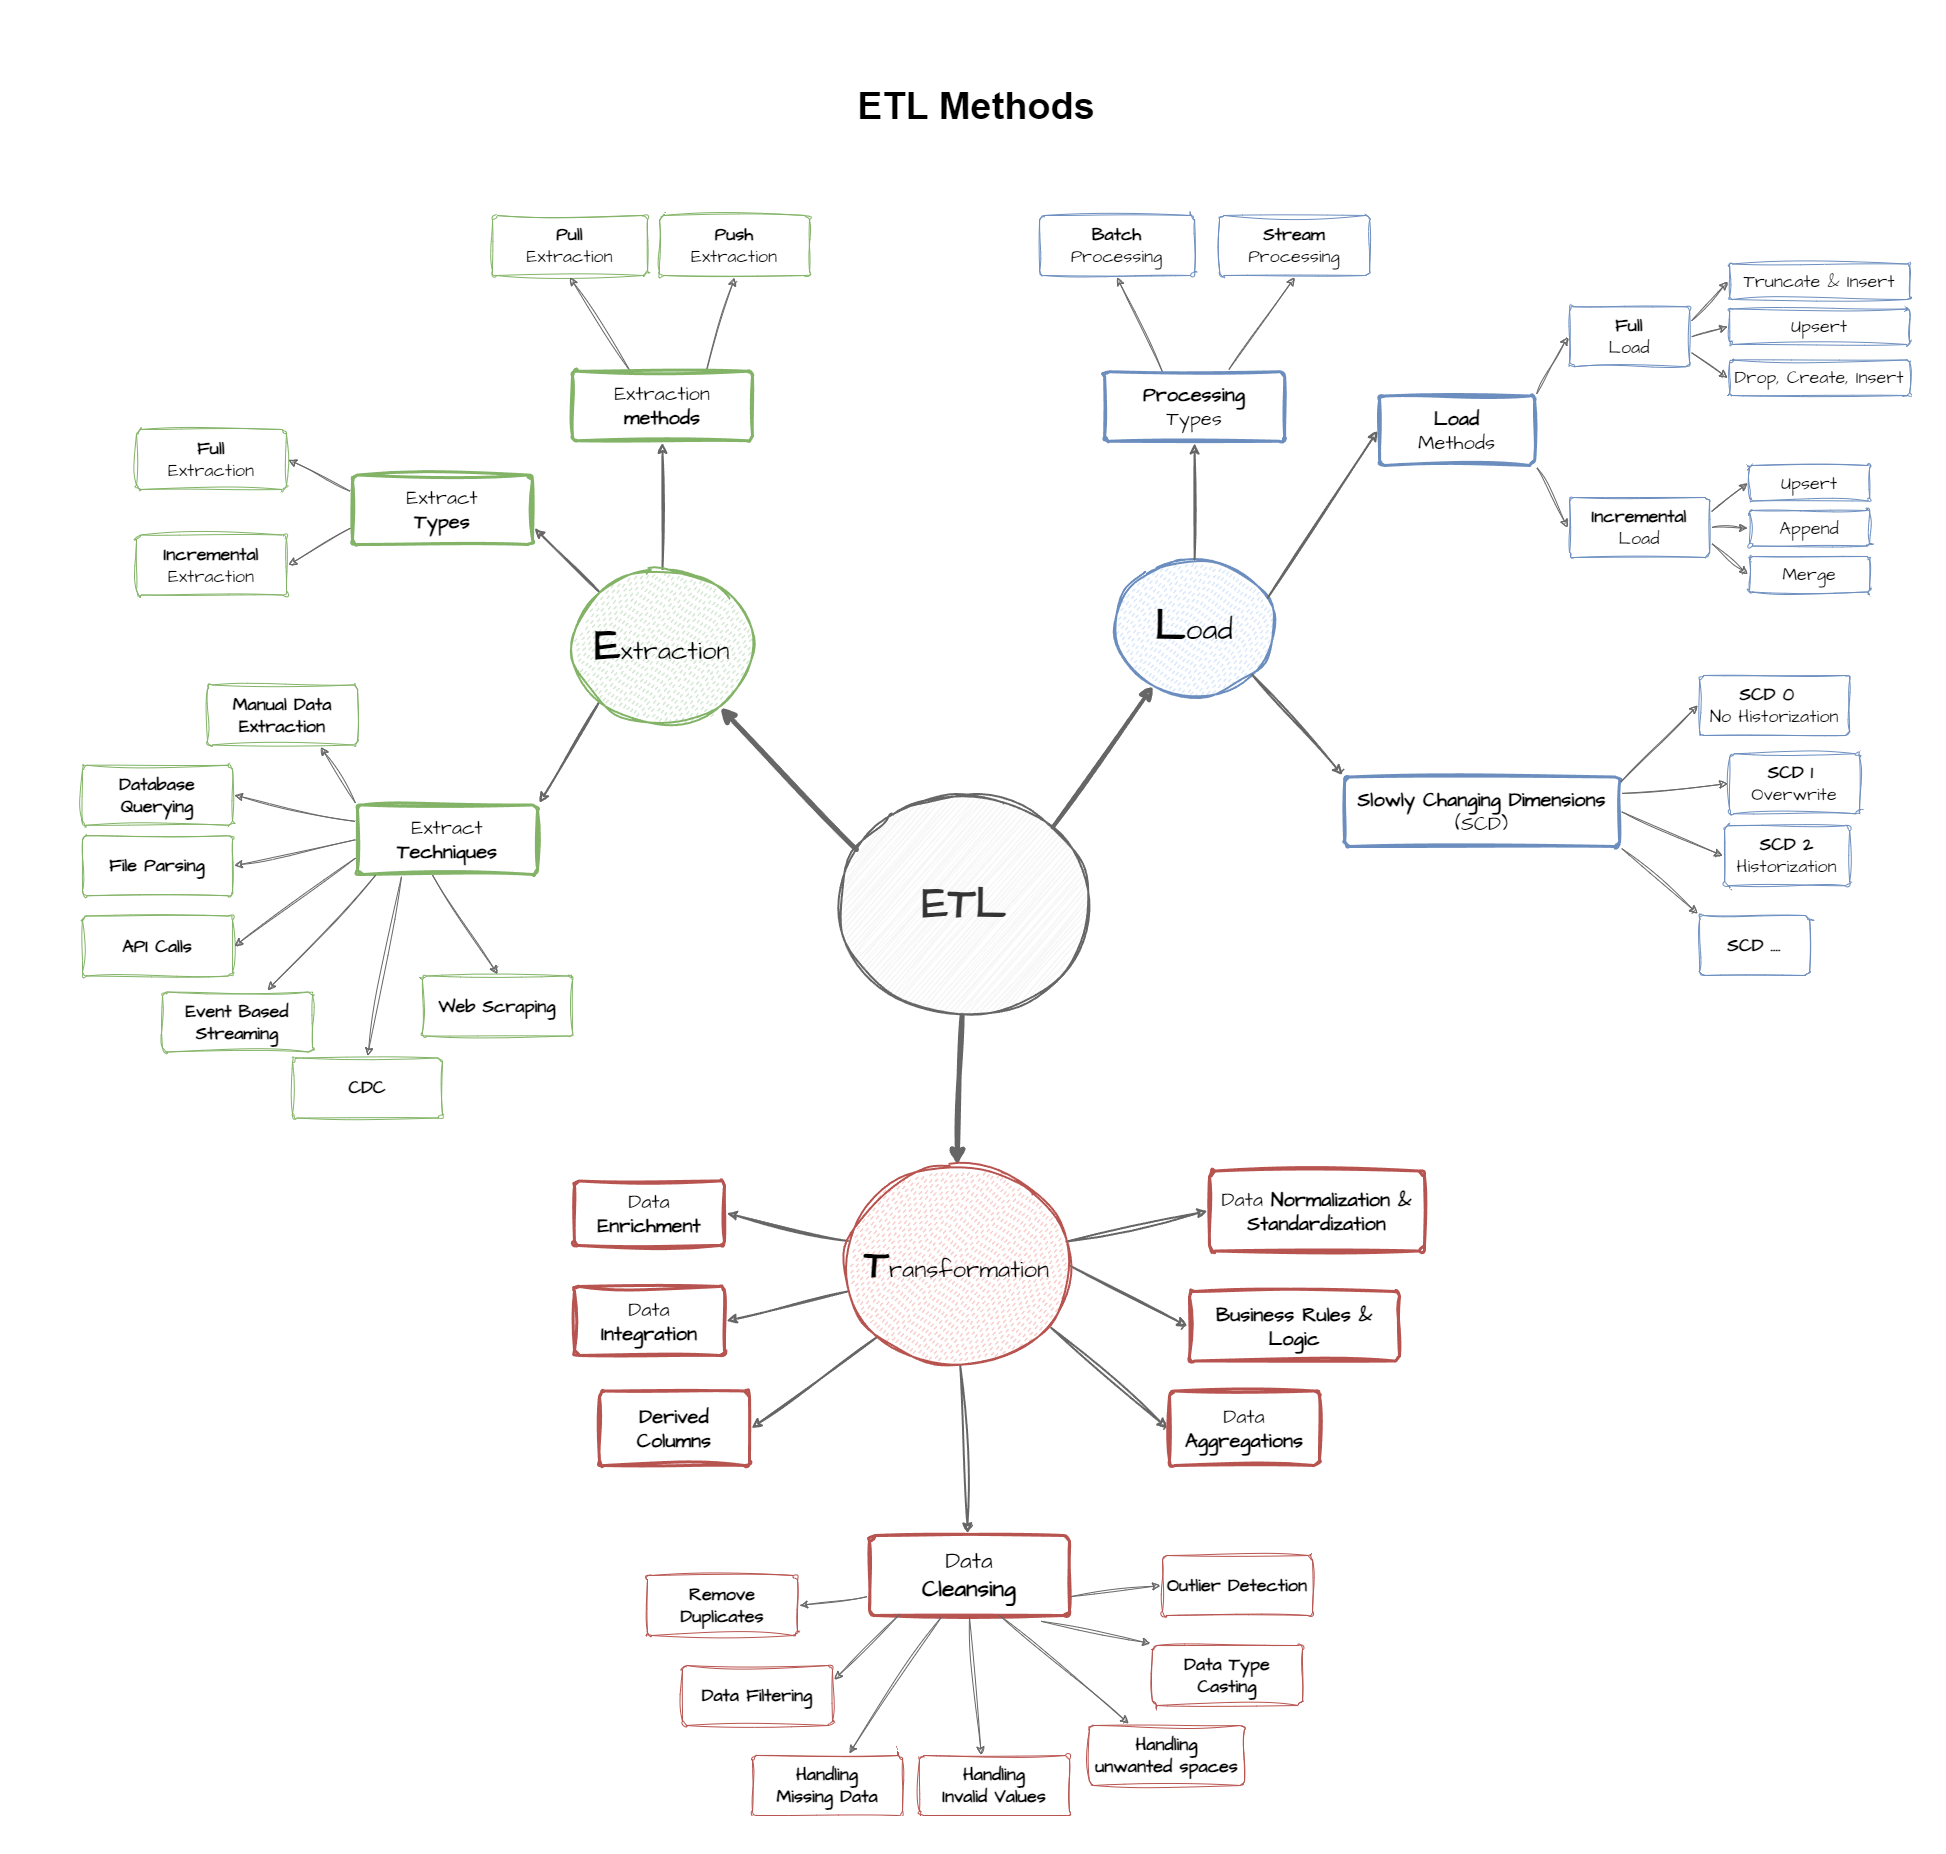 ETL Methods
Pull
Extraction
Push
Extraction
Extraction
methods
Full
Extraction
Incremental
Extraction
Extract
Types
Extraction
Manual Data
Extraction
Database
Querying
File Parsing
API Calls
Event Based
Streaming
CDC
Web Scraping
Extract
Techniques
Batch
Processing
Stream
Processing
Processing
Types
Load
Methods
Full
Load
Truncate & Insert
Upsert
Drop, Create, Insert
Incremental
Load
Upsert
Append
Merge
Load
Slowly Changing Dimensions
(SCD)
SCD 0
No Historization
SCD 1
Overwrite
SCD 2
Historization
SCD ....
ETL
Transformation
Data
Enrichment
Data
Integration
Derived
Columns
Data Normalization &
Standardization
Business Rules &
Logic
Data
Aggregations
Data
Cleansing
Remove
Duplicates
Data Filtering
Handling
Missing Data
Handling
Invalid Values
Handling
unwanted spaces
Data Type
Casting
Outlier Detection